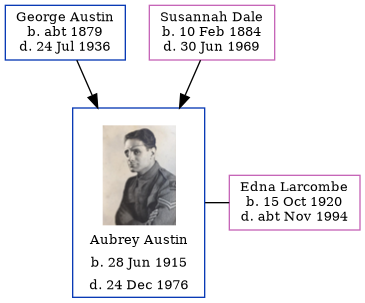 George Austin
b. abt 1879
d. 24 Jul 1936
Susannah Dale
b. 10 Feb 1884
d. 30 Jun 1969
Aubrey Austin
b. 28 Jun 1915
d. 24 Dec 1976
Edna Larcombe
b. 15 Oct 1920
d. abt Nov 1994